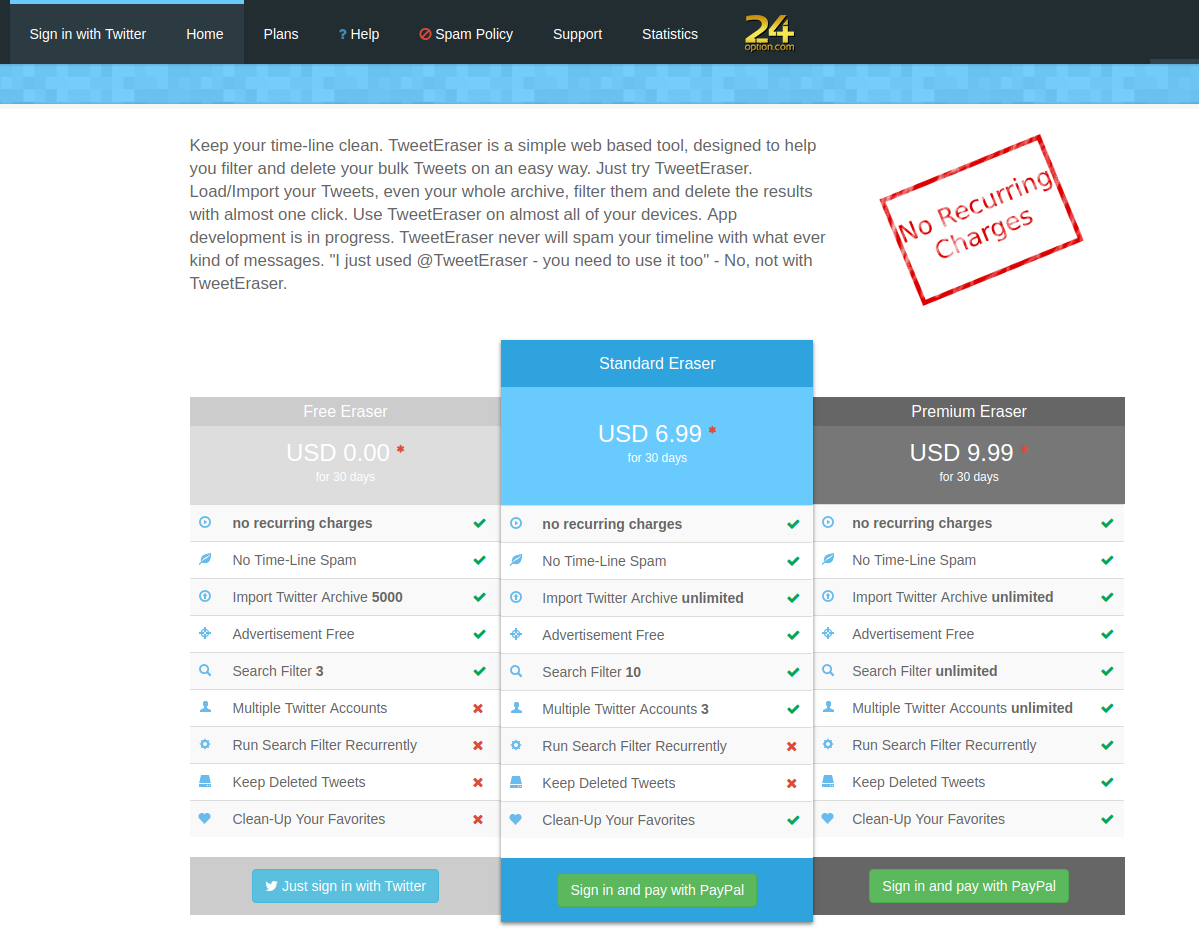 Sign in with Twitter Home Plans ? Help Spam Policy Support Statistics 24
option.com
Keep your time-line clean. TweetEraser is a simple web based tool, designed to help
you filter and delete your bulk Tweets on an easy way. Just try TweetEraser.
Load/Import your Tweets, even your whole archive, filter them and delete the results
with almost one click. Use TweetEraser on almost all of your devices. App
development is in progress. TweetEraser never will spam your timeline with what ever
kind of messages. "I just used @TweetEraser - you need to use it too" - No, not with
TweetEraser.
No Recurring
Charges
Free Eraser
USD 0.00 *
for 30 days
no recurring charges
No Time-Line Spam
Import Twitter Archive 5000
Advertisement Free
Search Filter 3
Multiple Twitter Accounts
Run Search Filter Recurrently
Keep Deleted Tweets
Clean-Up Your Favorites
Just sign in with Twitter
Standard Eraser
USD 6.99 *
for 30 days
no recurring charges
No Time-Line Spam
Import Twitter Archive unlimited
Advertisement Free
Search Filter 10
Multiple Twitter Accounts 3
Run Search Filter Recurrently
Keep Deleted Tweets
Clean-Up Your Favorites
Sign in and pay with PayPal
Premium Eraser
USD 9.99 *
for 30 days
no recurring charges
No Time-Line Spam
Import Twitter Archive unlimited
Advertisement Free
Search Filter unlimited
Multiple Twitter Accounts unlimited
Run Search Filter Recurrently
Keep Deleted Tweets
Clean-Up Your Favorites
Sign in and pay with PayPal